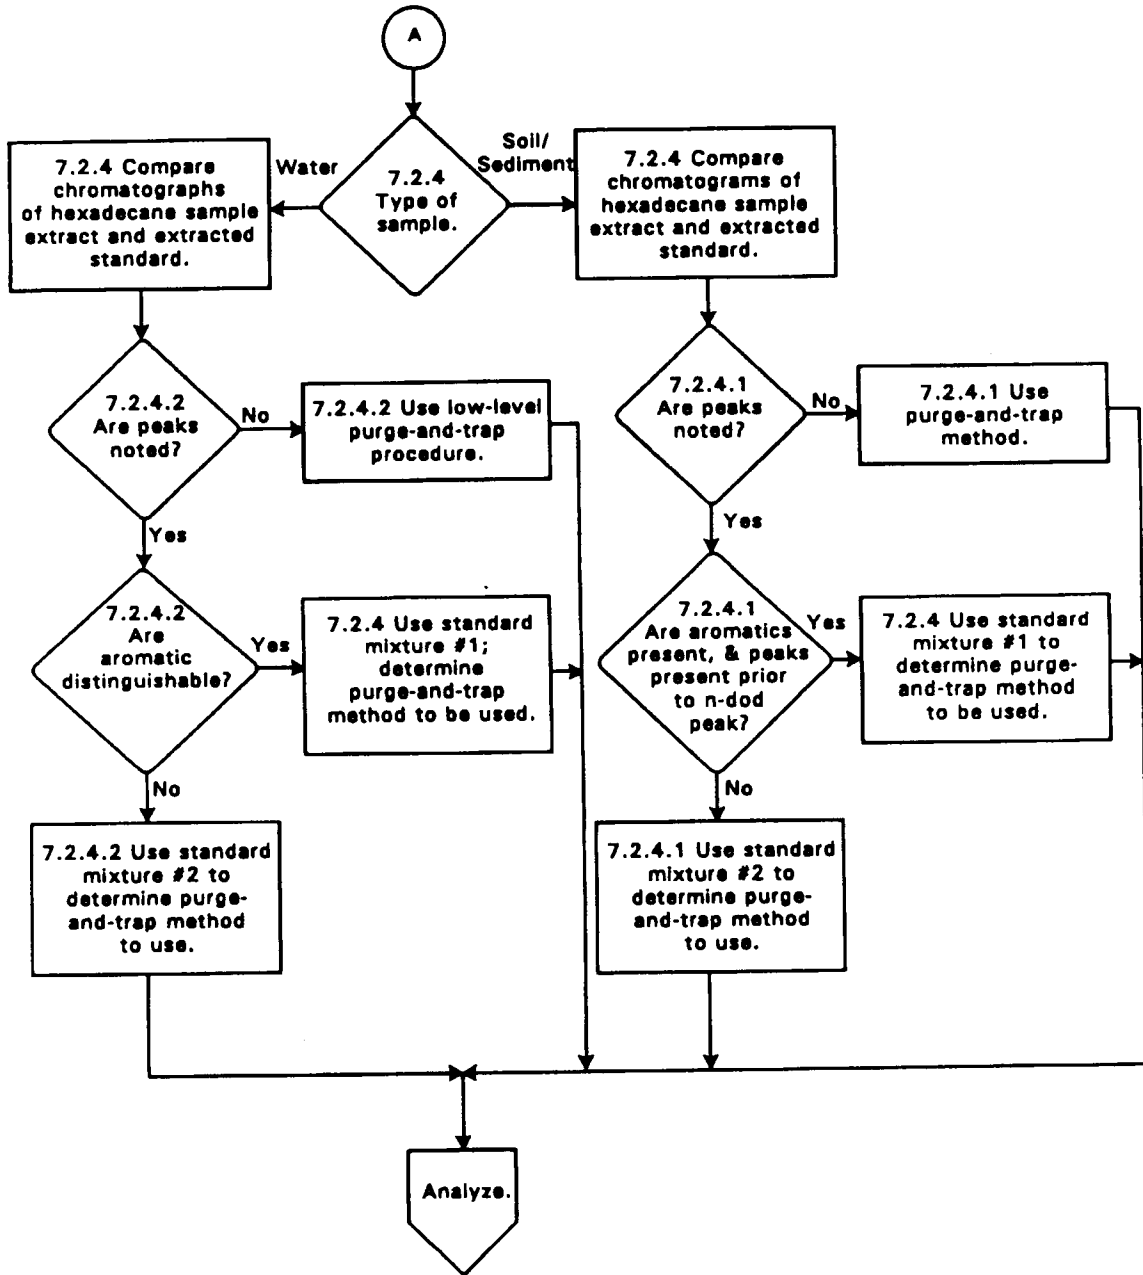 A
7.2.4
Type of
sample.
Water
Soil/
Sediment
7.2.4 Compare
chromatographs
of hexadecane sample
extract and extracted
standard.
7.2.4 Compare
chromatograms of
hexadecane sample
extract and extracted
standard.
7.2.4.2
Are peaks
noted?
No
7.2.4.2 Use low-level
purge-and-trap
procedure.
7.2.4.1
Are peaks
noted?
No
7.2.4.1 Use
purge-and-trap
method.
Yes
Yes
7.2.4.2
Are
aromatic
distinguishable?
Yes
7.2.4 Use standard
mixture #1;
determine
purge-and-trap
method to be used.
7.2.4.1
Are aromatics
present, & peaks
present prior
to n-dod
peak?
Yes
7.2.4 Use standard
mixture #1 to
determine purge-
and-trap method
to be used.
No
No
7.2.4.2 Use standard
mixture #2 to
determine purge-
and-trap method
to use.
7.2.4.1 Use standard
mixture #2 to
determine purge-
and-trap method
to use.
Analyze.